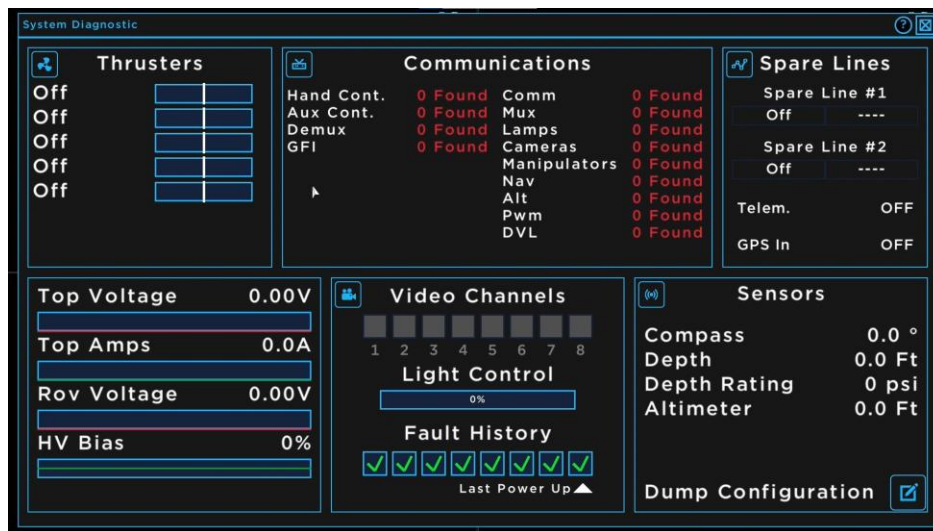 System Diagnostic
Thrusters
Off
Off
Off
Off
Off
Communications
Hand Cont. 0 Found
Aux Cont. 0 Found
Demux 0 Found
GFI 0 Found
Comm 0 Found
Mux 0 Found
Lamps 0 Found
Cameras 0 Found
Manipulators 0 Found
Nav 0 Found
Alt 0 Found
Pwm 0 Found
DVL 0 Found
Spare Lines
Spare Line #1
Off ----
Spare Line #2
Off ----
Telem. OFF
GPS In OFF
Top Voltage 0.00V
Top Amps 0.0A
Rov Voltage 0.00V
HV Bias 0%
Video Channels
1 2 3 4 5 6 7 8
Light Control
0%
Fault History
Last Power Up
Sensors
Compass 0.0 °
Depth 0.0 Ft
Depth Rating 0 psi
Altimeter 0.0 Ft
Dump Configuration